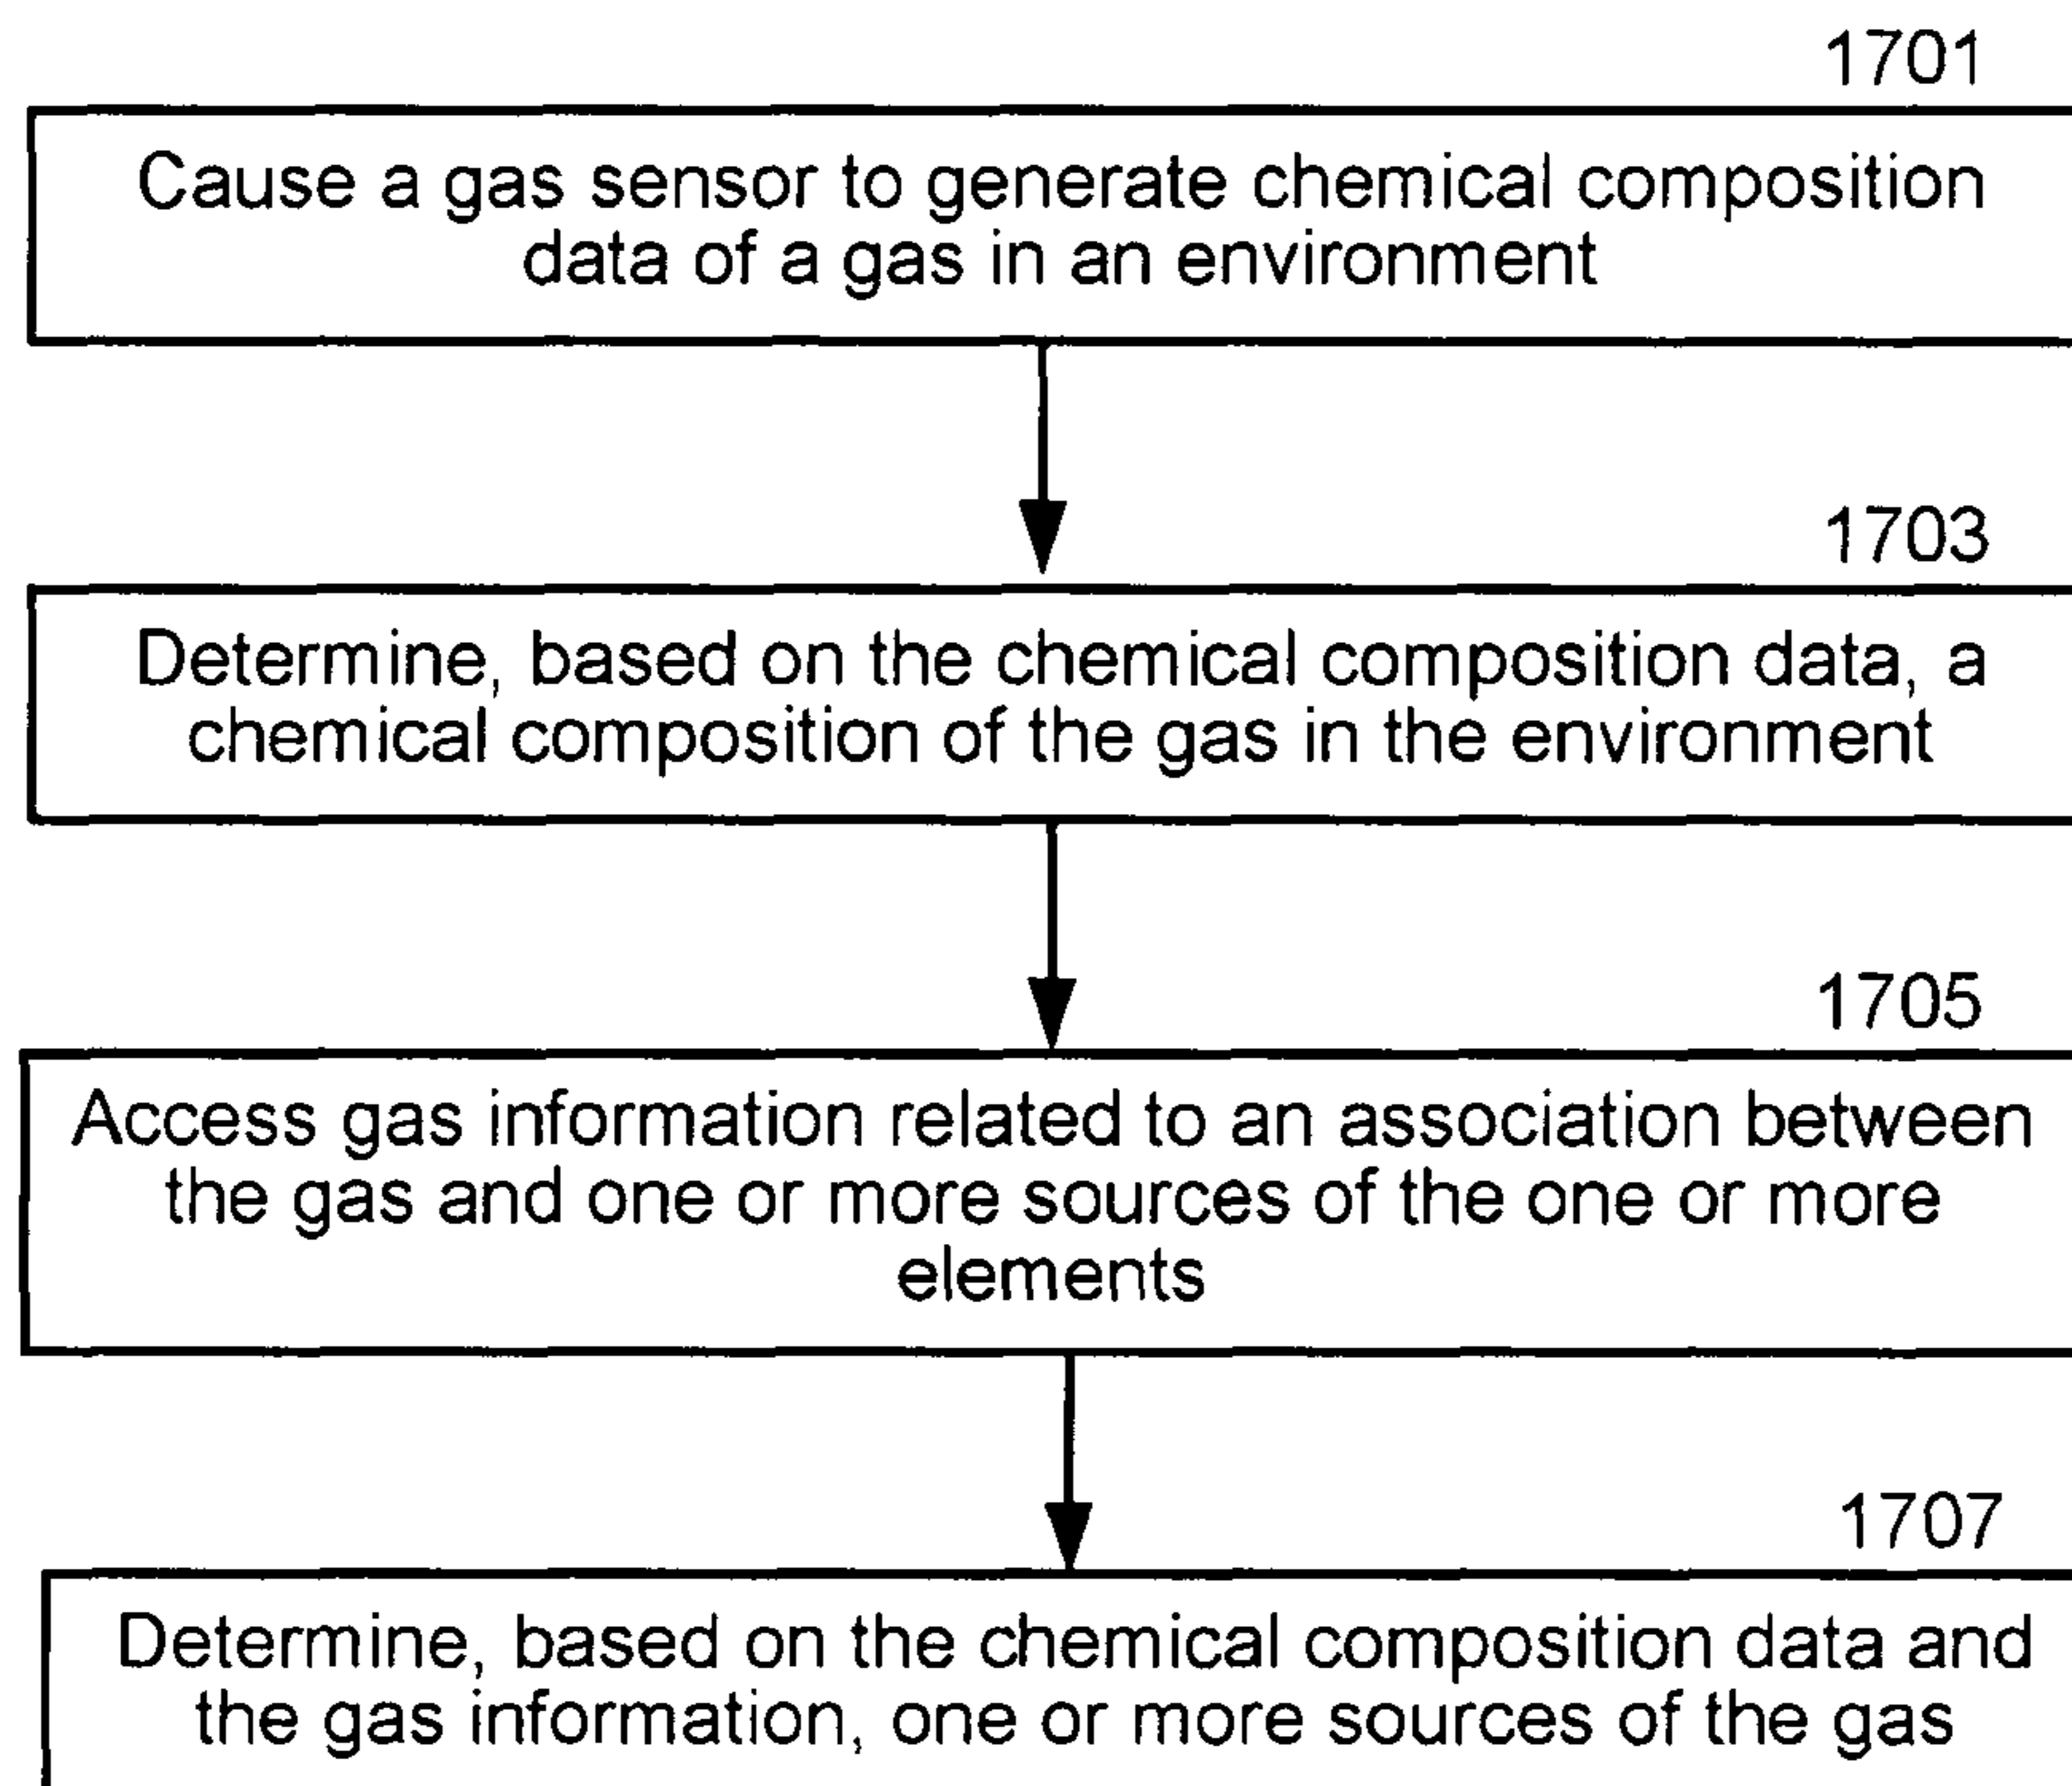 1701
Cause a gas sensor to generate chemical composition
data of a gas in an environment
1703
Determine, based on the chemical composition data, a
chemical composition of the gas in the environment
1705
Access gas information related to an association between
the gas and one or more sources of the one or more
elements
1707
Determine, based on the chemical composition data and
the gas information, one or more sources of the gas